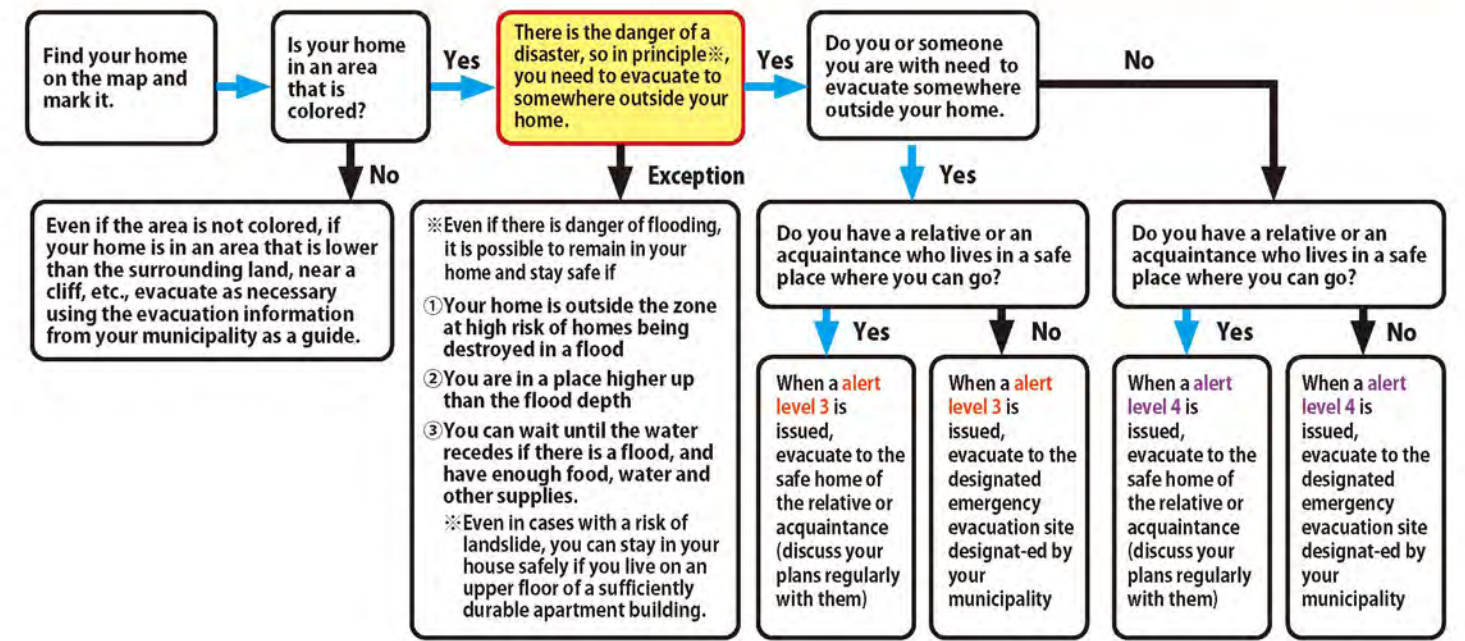 Find your home
on the map and
mark it.
Is your home
in an area
that is
colored?
Yes
There is the danger of a
disaster, so in principle※,
you need to evacuate to
somewhere outside your
home.
Yes
Do you or someone
you are with need to
evacuate somewhere
outside your home.
No
No
Exception
Yes
Even if the area is not colored, if
your home is in an area that is lower
than the surrounding land, near a
cliff, etc., evacuate as necessary
using the evacuation information
from your municipality as a guide.
※Even if there is danger of flooding,
it is possible to remain in your
home and stay safe if
①Your home is outside the zone
at high risk of homes being
destroyed in a flood
②You are in a place higher up
than the flood depth
③You can wait until the water
recedes if there is a flood, and
have enough food, water and
other supplies.
※Even in cases with a risk of
landslide, you can stay in your
house safely if you live on an
upper floor of a sufficiently
durable apartment building.
Do you have a relative or an
acquaintance who lives in a safe
place where you can go?
Do you have a relative or an
acquaintance who lives in a safe
place where you can go?
Yes
No
Yes
No
When a alert
level 3 is
issued,
evacuate to the
safe home of
the relative or
acquaintance
(discuss your
plans regularly
with them)
When a alert
level 3 is
issued,
evacuate to the
designated
emergency
evacuation site
designat-ed by
your
municipality
When a alert
level 4 is
issued,
evacuate to the
safe home of
the relative or
acquaintance
(discuss your
plans regularly
with them)
When a alert
level 4 is
issued,
evacuate to the
designated
emergency
evacuation site
designat-ed by
your
municipality